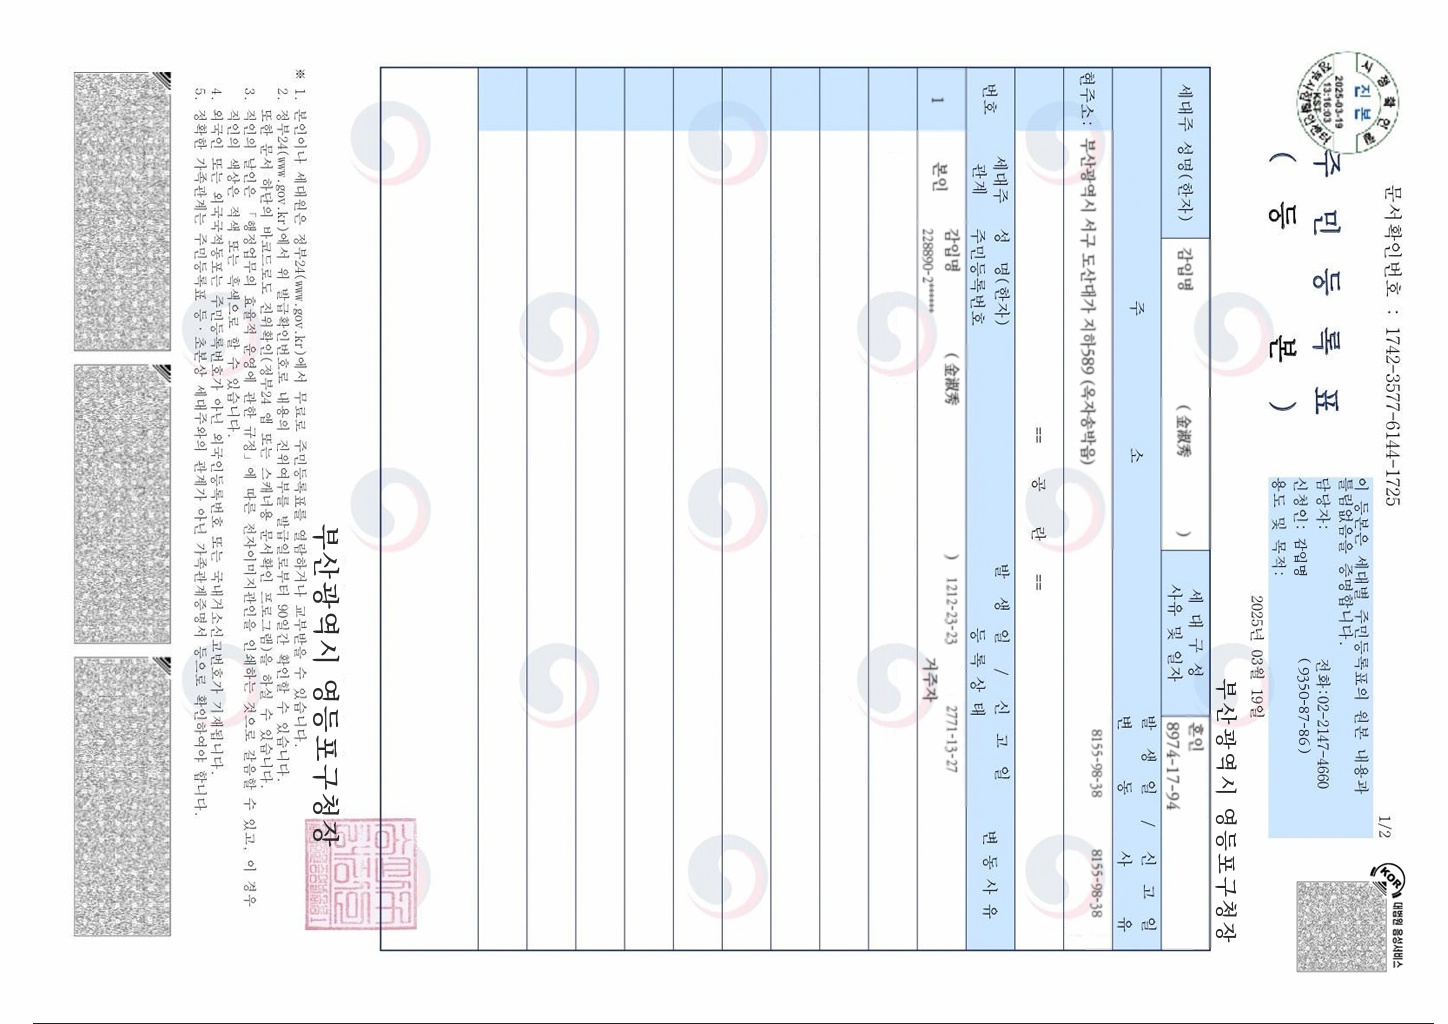 문서확인번호 : 1742-3577-6144-1725
1/2
시점확인필
진본
2025-03-19
13:16:03
KST
주 민 등 록 표
( 등 본 )
이 등본은 세대별 주민등록표의 원본 내용과
틀림없음을 증명합니다.
담당자: 전화:02-2147-4660
신청인: 감임명 (9350-87-86)
용도 및 목적:
2025년 03월 19일
대병원 음성서비스
KOR
부산광역시 영등포구청장
세대주 성명(한자) 감임명 (金淑秀 ) 세 대 구 성 사유 및 일자 혼인
8974-17-94
주 소 발 생 일 / 신 고 일
변 동 사 유
현주소: 부산광역시 서구 도산대가 지하589 (옥자송박읍) 8155-98-38 8155-98-38
== 공 란 ==
번호 세대주 관계 성 명(한자) 주민등록번호 발 생 일 / 신 고 일 등 록 상 태 변 동 사 유
1 본인 감임명 (金淑秀 ) 1212-23-23 2771-13-27
228890-2****** 거주자
부산광역시 영등포구청장
※ 1. 본인이나 세대원은 정부24(www.gov.kr)에서 무료로 주민등록표를 열람하거나 교부받을 수 있습니다.
2. 정부24(www.gov.kr)에서 위 발급확인번호로 내용의 진위여부를 발급일로부터 90일간 확인할 수 있습니다.
또한 문서 하단의 바코드로도 진위확인(정부24 앱 또는 스캐너용 문서확인 프로그램)을 하실 수 있습니다.
3. 직인의 날인은 「행정업무의 효율적 운영에 관한 규정」에 따른 전자이미지관인을 인쇄하는 것으로 갈음할 수 있고, 이 경우
직인의 색상은 적색 또는 흑색으로 할 수 있습니다.
4. 외국인 또는 외국국적동포는 주민등록번호가 아닌 외국인등록번호 또는 국내거소신고번호가 기재됩니다.
5. 정확한 가족관계는 주민등록표 등·초본상 세대주와의 관계가 아닌 가족관계증명서 등으로 확인하여야 합니다.